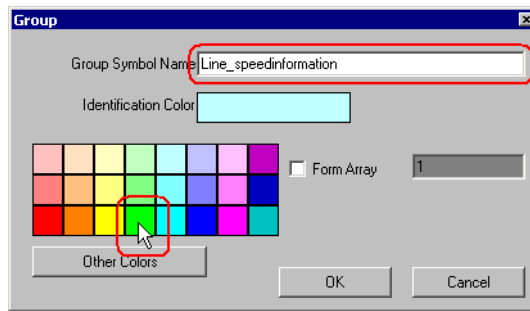 Group
Group Symbol Name Line_speedinformation
Identification Color
Form Array 1
Other Colors
OK Cancel